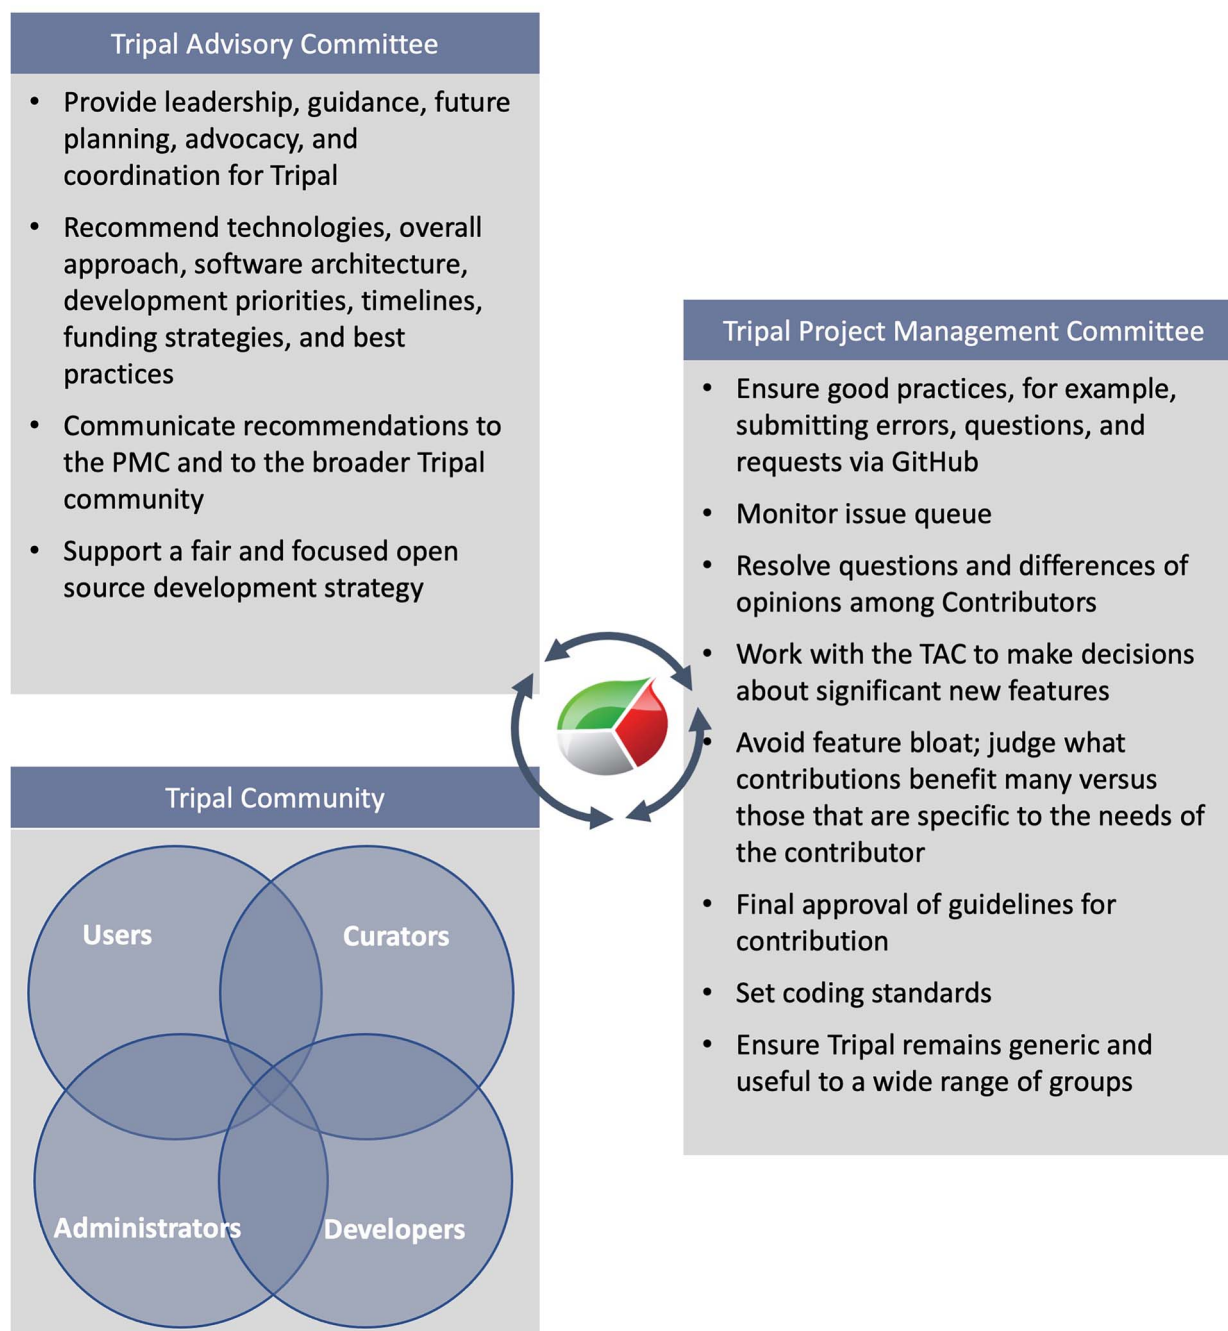 Tripal Advisory Committee
• Provide leadership, guidance, future
planning, advocacy, and
coordination for Tripal
• Recommend technologies, overall
approach, software architecture,
development priorities, timelines,
funding strategies, and best
practices
• Communicate recommendations to
the PMC and to the broader Tripal
community
• Support a fair and focused open
source development strategy
Tripal Project Management Committee
• Ensure good practices, for example,
submitting errors, questions, and
requests via GitHub
• Monitor issue queue
• Resolve questions and differences of
opinions among Contributors
• Work with the TAC to make decisions
about significant new features
• Avoid feature bloat; judge what
contributions benefit many versus
those that are specific to the needs of
the contributor
• Final approval of guidelines for
contribution
• Set coding standards
• Ensure Tripal remains generic and
useful to a wide range of groups
Tripal Community
Users
Curators
Administrators
Developers